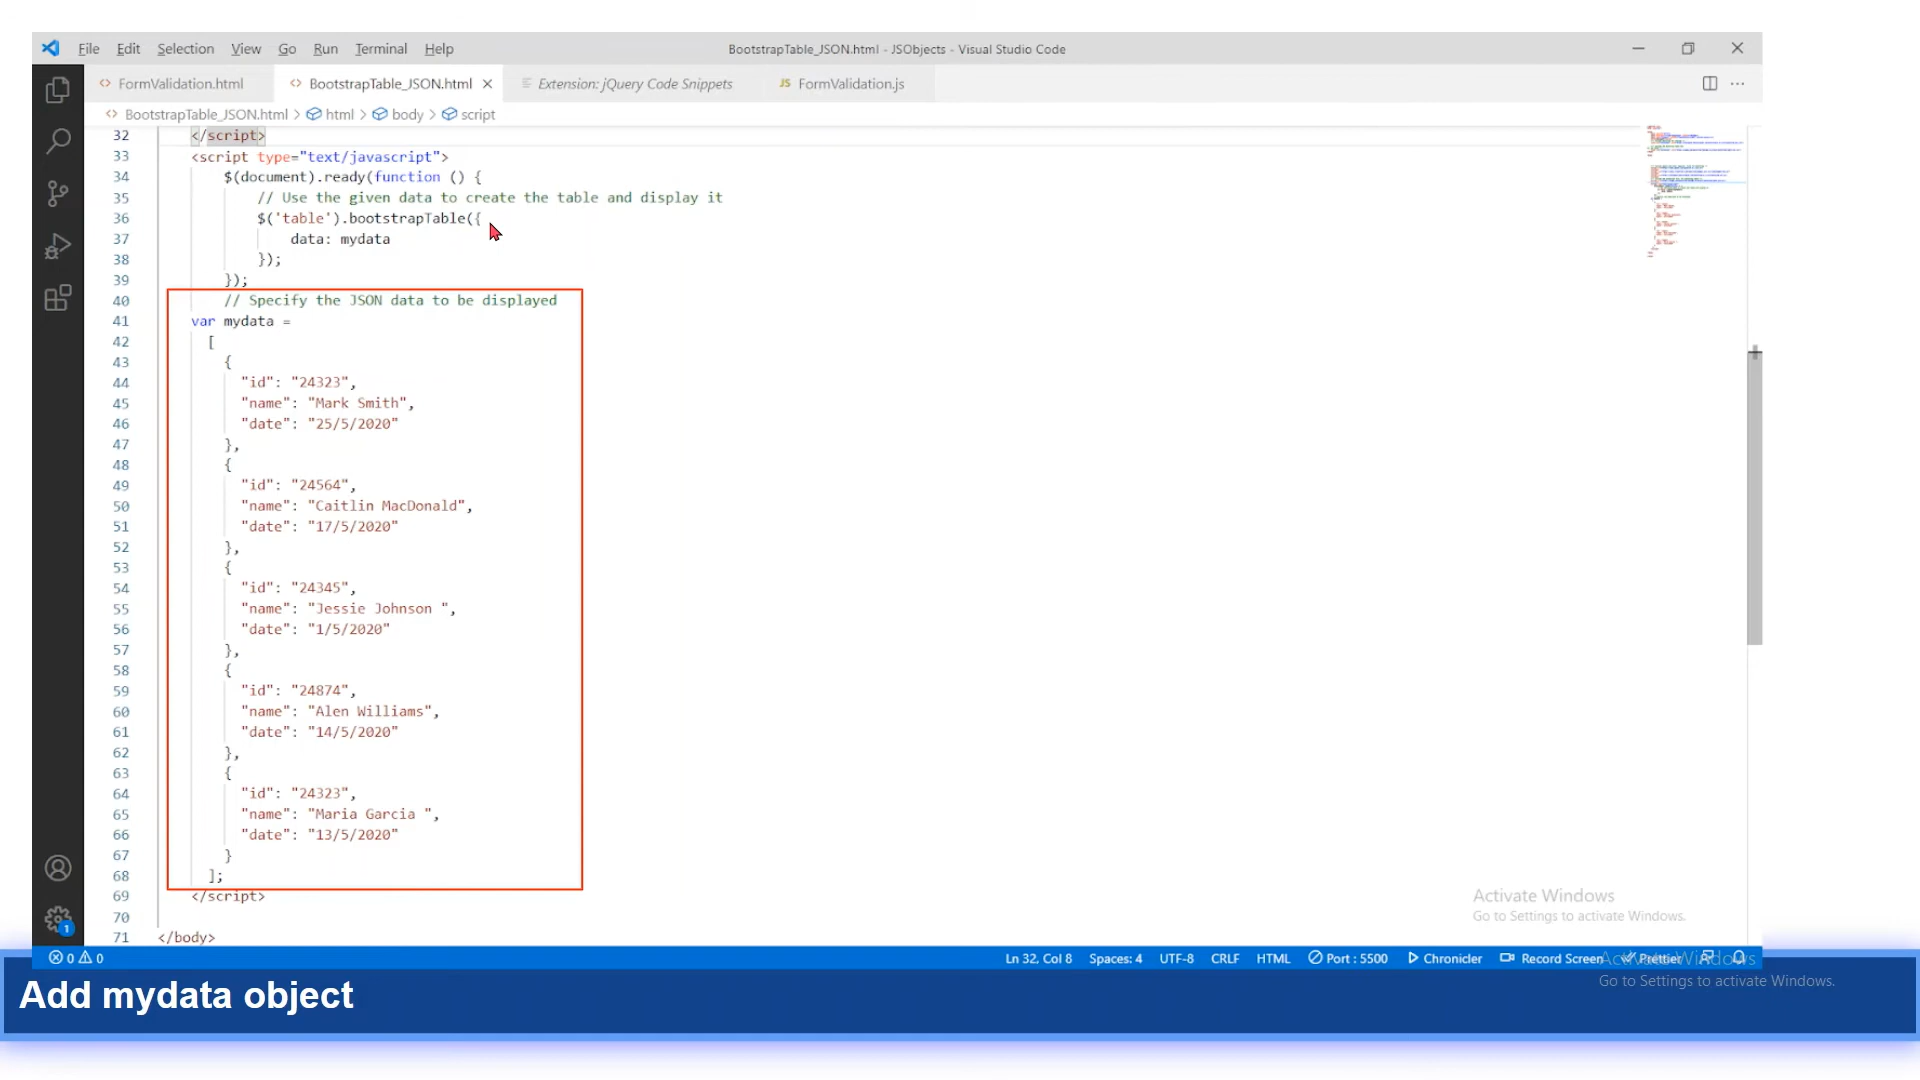 File Edit Selection View Go Run Terminal Help BootstrapTable_JSON.html - JSObjects - Visual Studio Code
FormValidation.html BootstrapTable_JSON.html Extension: jQuery Code Snippets JS FormValidation.js
BootstrapTable_JSON.html > html > body > script
32 </script>
33 <script type="text/javascript">
34 $(document).ready(function () {
35 // Use the given data to create the table and display it
36 $('table').bootstrapTable({
37 data: mydata
38 });
39 });
40 // Specify the JSON data to be displayed
41 var mydata =
42 [
43 {
44 "id": "24323",
45 "name": "Mark Smith",
46 "date": "25/5/2020"
47 },
48 {
49 "id": "24564",
50 "name": "Caitlin MacDonald",
51 "date": "17/5/2020"
52 },
53 {
54 "id": "24345",
55 "name": "Jessie Johnson ",
56 "date": "1/5/2020"
57 },
58 {
59 "id": "24874",
60 "name": "Alen Williams",
61 "date": "14/5/2020"
62 },
63 {
64 "id": "24323",
65 "name": "Maria Garcia ",
66 "date": "13/5/2020"
67 }
68 ];
69 </script>
70
71 </body>
Activate Windows
Go to Settings to activate Windows.
1
0 0 Ln 32, Col 8 Spaces: 4 UTF-8 CRLF HTML Port : 5500 Chronicler Record Screen Prettier
Activate Windows
Go to Settings to activate Windows.
Add mydata object